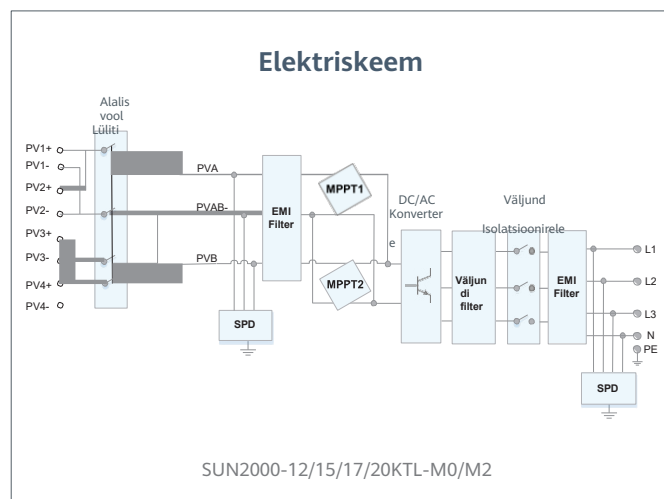 Elektriskeem
Alalis
vool
Lüliti
PV1+
PV1-
PV2+
PV2-
PV3+
PV3-
PV4+
PV4-
PVA
PVAB-
PVB
EMI
Filter
SPD
MPPT1
MPPT2
DC/AC
Konverter
e
Väljun
di
filter
Väljund
Isolatsioonirele
EMI
Filter
L1
L2
L3
N
PE
SPD
SUN2000-12/15/17/20KTL-M0/M2